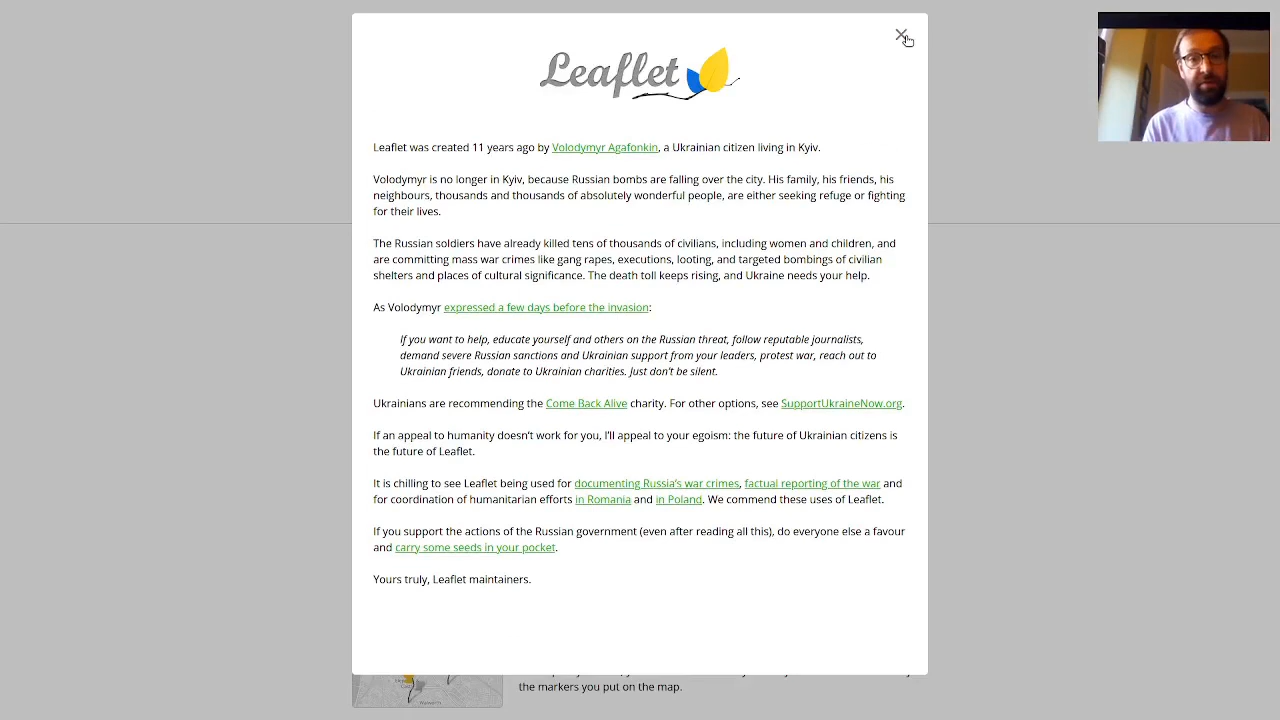 Leaflet
Leaflet was created 11 years ago by Volodymyr Agafonkin, a Ukrainian citizen living in Kyiv.
Volodymyr is no longer in Kyiv, because Russian bombs are falling over the city. His family, his friends, his
neighbours, thousands and thousands of absolutely wonderful people, are either seeking refuge or fighting
for their lives.
The Russian soldiers have already killed tens of thousands of civilians, including women and children, and
are committing mass war crimes like gang rapes, executions, looting, and targeted bombings of civilian
shelters and places of cultural significance. The death toll keeps rising, and Ukraine needs your help.
As Volodymyr expressed a few days before the invasion:
If you want to help, educate yourself and others on the Russian threat, follow reputable journalists,
demand severe Russian sanctions and Ukrainian support from your leaders, protest war, reach out to
Ukrainian friends, donate to Ukrainian charities. Just don't be silent.
Ukrainians are recommending the Come Back Alive charity. For other options, see SupportUkraineNow.org.
If an appeal to humanity doesn't work for you, I'll appeal to your egoism: the future of Ukrainian citizens is
the future of Leaflet.
It is chilling to see Leaflet being used for documenting Russia's war crimes, factual reporting of the war and
for coordination of humanitarian efforts in Romania and in Poland. We commend these uses of Leaflet.
If you support the actions of the Russian government (even after reading all this), do everyone else a favour
and carry some seeds in your pocket.
Yours truly, Leaflet maintainers.
the markers you put on the map.